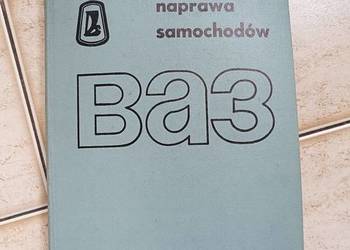 naprawa
samochodów
ВАЗ